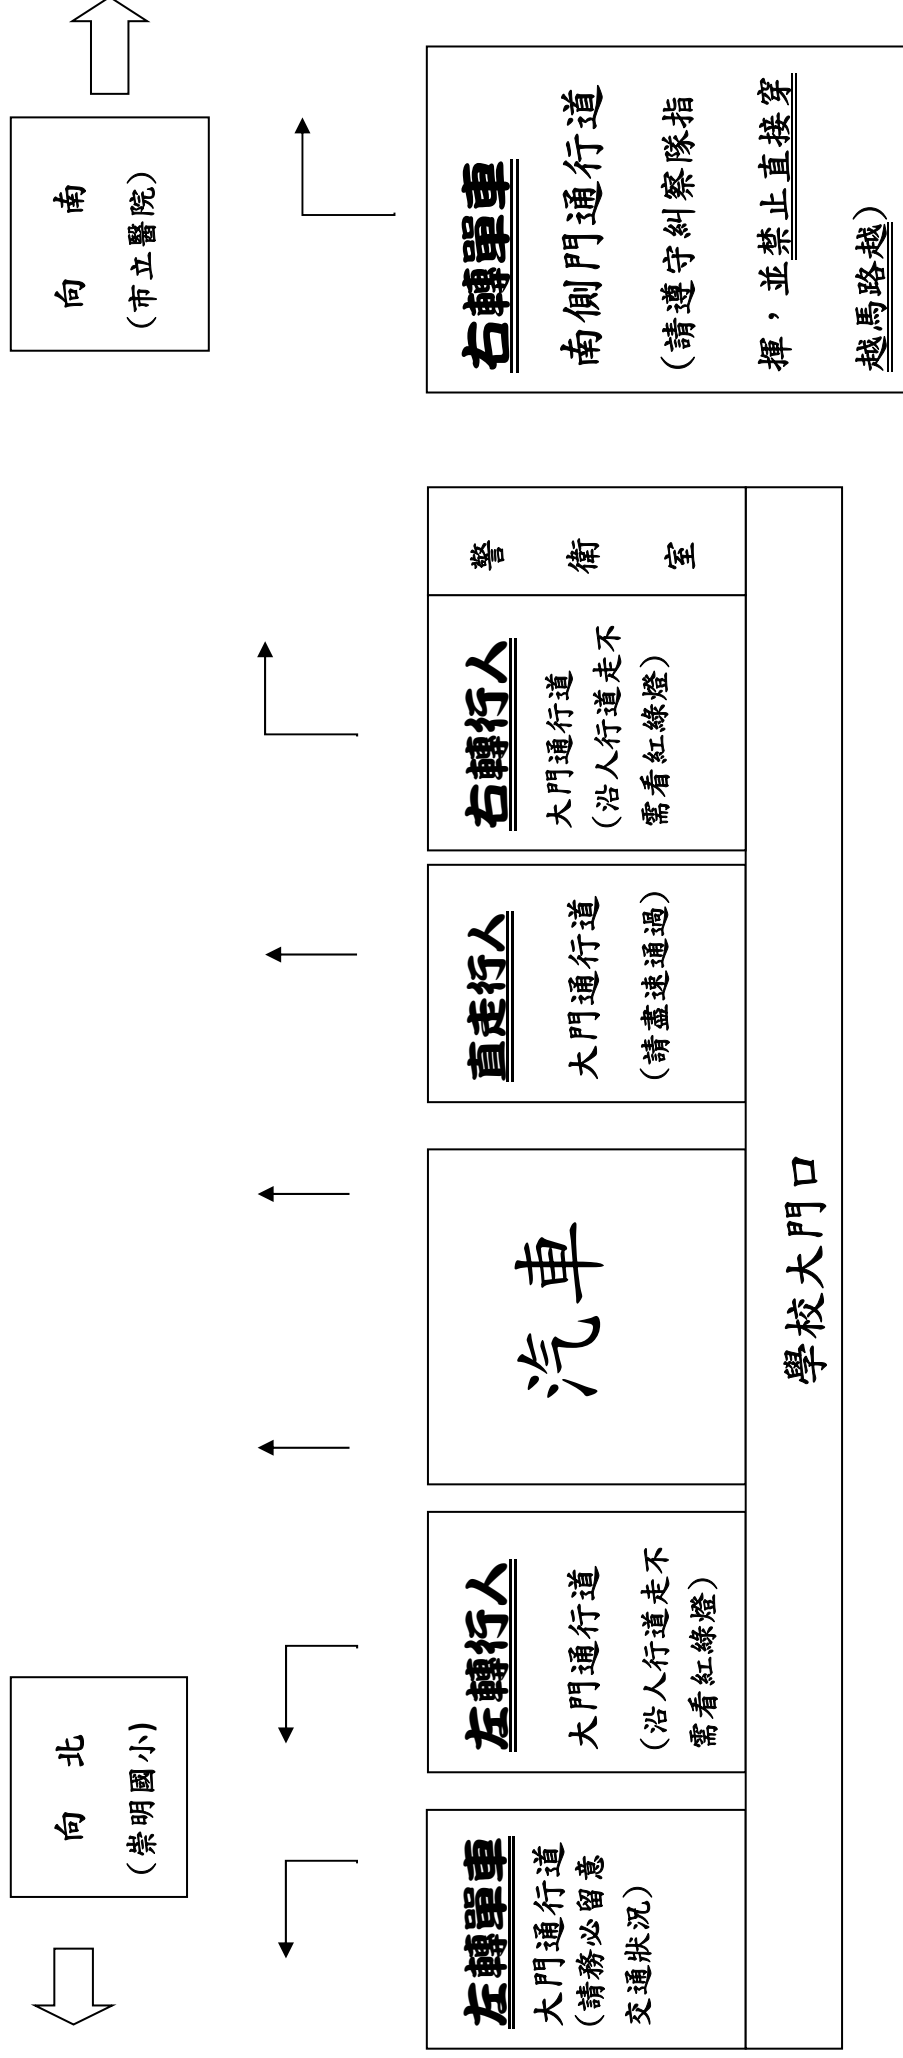 向　北
(崇明國小)
向　南
(市立醫院)
左轉單車
大門通行道
(請務必留意
交通狀況)
左轉行人
大門通行道
(沿人行道走不
需看紅綠燈)
汽車
直走行人
大門通行道
(請盡速通過)
右轉行人
大門通行道
(沿人行道走不
需看紅綠燈)
警
衛
室
右轉單車
南側門通行道
(請遵守糾察隊指
揮，並禁止直接穿
越馬路越)
學校大門口